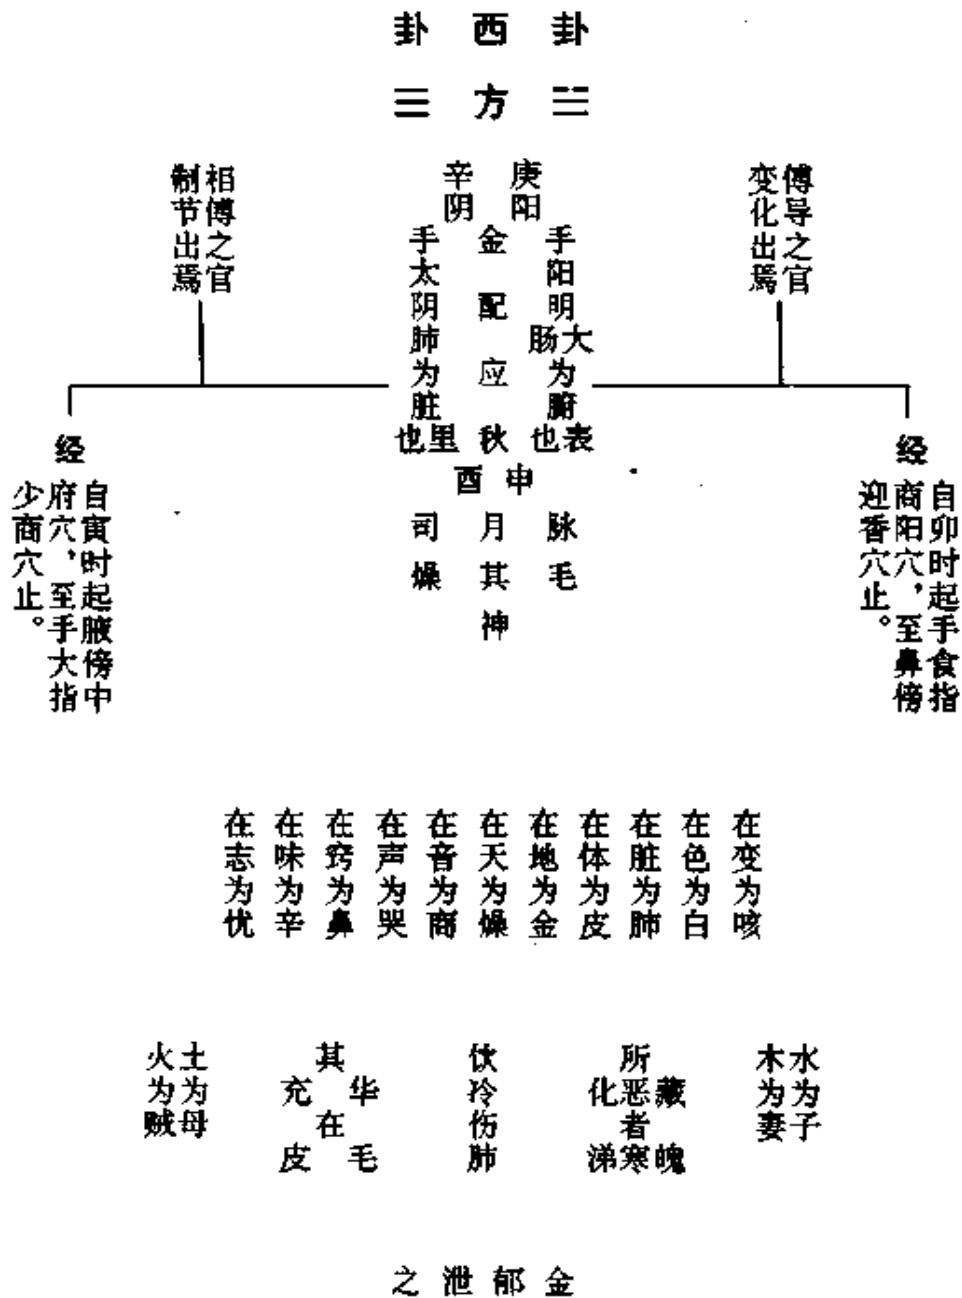 卦 西方 卦
☰ ☱
傅导之官
变化出焉
庚阳
辛阴
相傅之官
制节出焉
手阳明大肠为腑表也
金配应秋
手太阴肺为脏里也
申酉
脉毛
月其神
司燥
经
自卯时起手食指
商阳穴，至鼻傍
迎香穴止。
经
自寅时起腋傍中
府穴，至手大指
少商穴止。
在变为咳
在色为白
在脏为肺
在体为皮
在地为金
在天为燥
在音为商
在声为哭
在窍为鼻
在味为辛
在志为忧
水为子
木为妻
藏魄
所恶者寒
化涕
饮冷伤肺
其华在毛
充皮
土为母
火为贼
金郁泄之